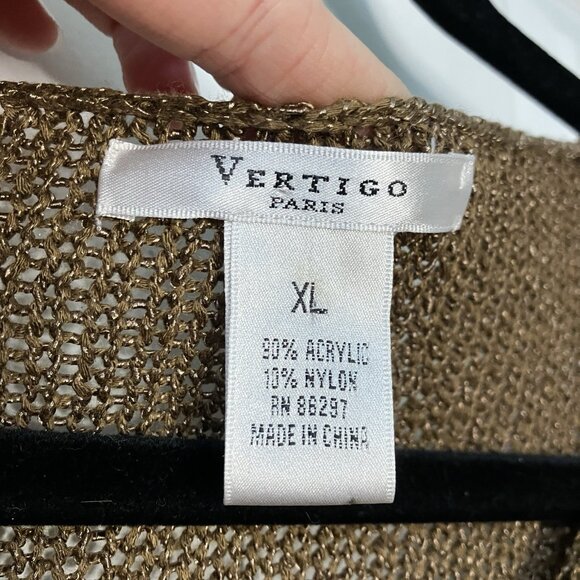 VERTIGO
PARIS
XL
90% ACRYLIC
10% NYLON
RN 86297
MADE IN CHINA